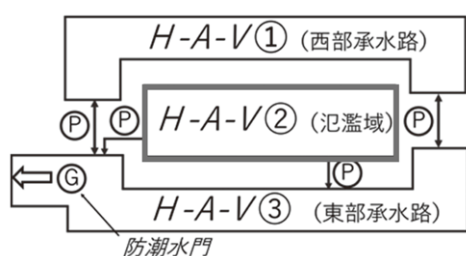 H-A-V① (西部承水路)
Ⓟ Ⓟ H-A-V② (氾濫域) Ⓟ
Ⓟ
Ⓖ
H-A-V③ (東部承水路)
防潮水門